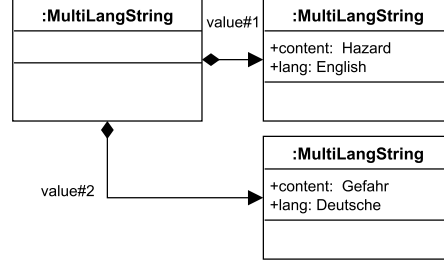 :MultiLangString
value#1
:MultiLangString
+content: Hazard
+lang: English
:MultiLangString
value#2
+content: Gefahr
+lang: Deutsche